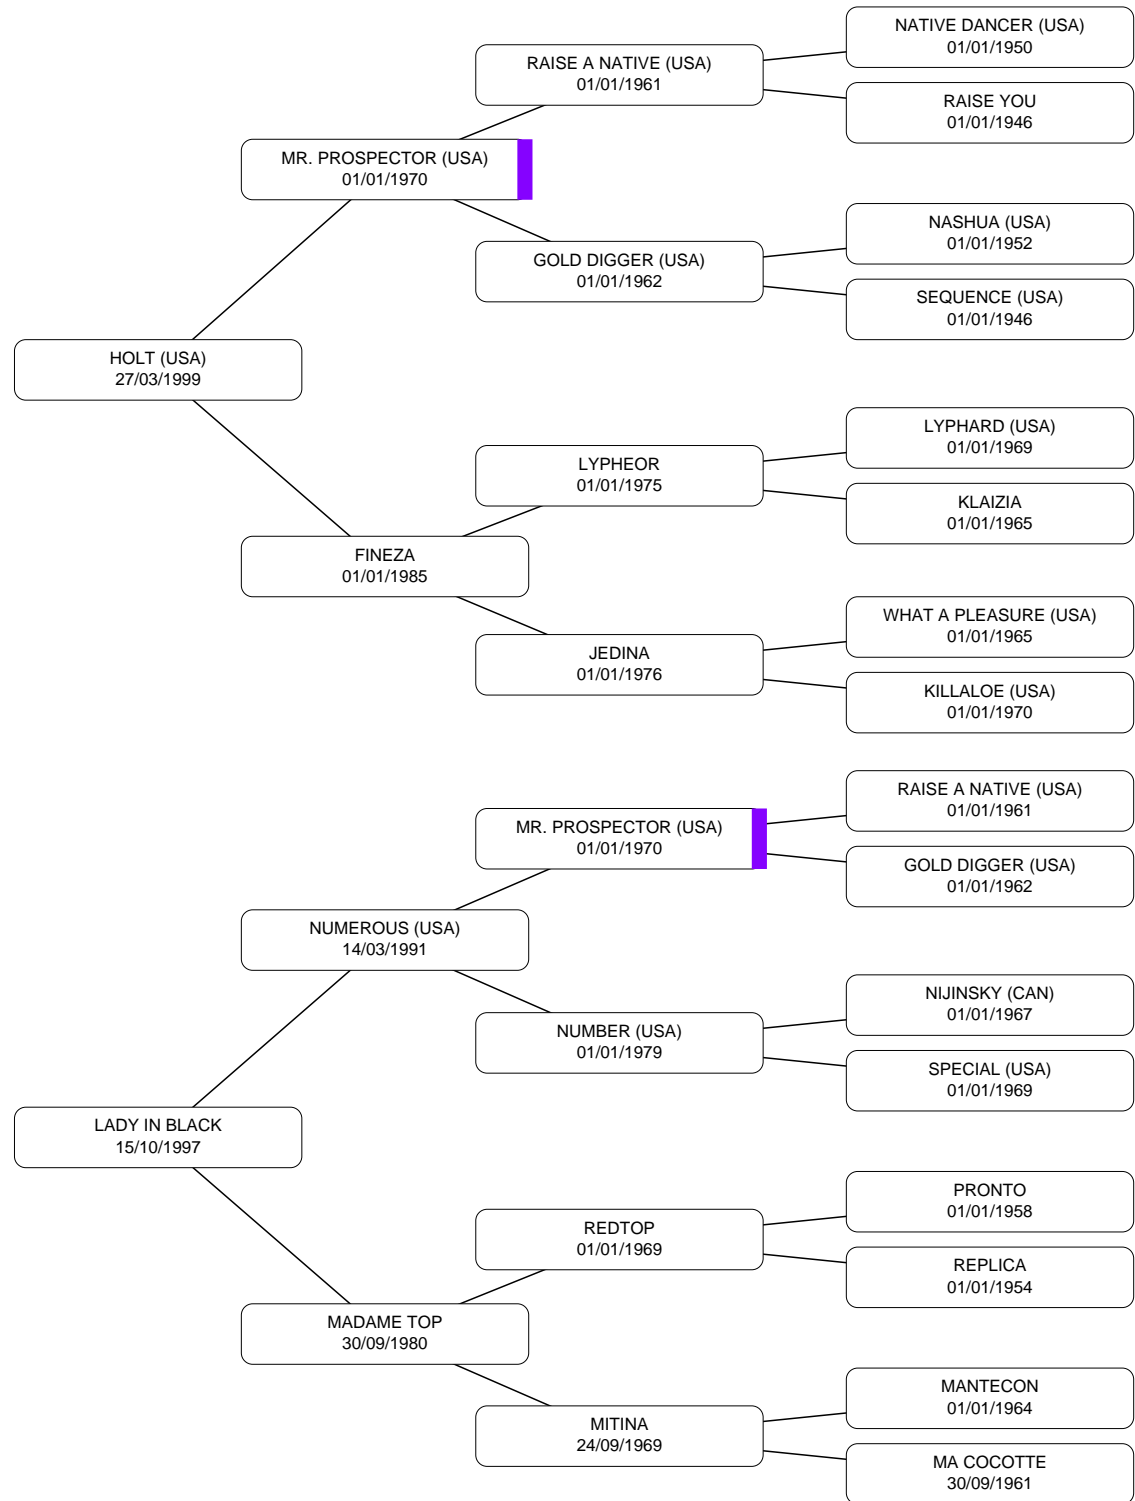 NATIVE DANCER (USA)
01/01/1950
RAISE A NATIVE (USA)
01/01/1961
RAISE YOU
01/01/1946
MR. PROSPECTOR (USA)
01/01/1970
NASHUA (USA)
01/01/1952
GOLD DIGGER (USA)
01/01/1962
SEQUENCE (USA)
01/01/1946
HOLT (USA)
27/03/1999
LYPHARD (USA)
01/01/1969
LYPHEOR
01/01/1975
KLAIZIA
01/01/1965
FINEZA
01/01/1985
WHAT A PLEASURE (USA)
01/01/1965
JEDINA
01/01/1976
KILLALOE (USA)
01/01/1970
RAISE A NATIVE (USA)
01/01/1961
MR. PROSPECTOR (USA)
01/01/1970
GOLD DIGGER (USA)
01/01/1962
NUMEROUS (USA)
14/03/1991
NIJINSKY (CAN)
01/01/1967
NUMBER (USA)
01/01/1979
SPECIAL (USA)
01/01/1969
LADY IN BLACK
15/10/1997
PRONTO
01/01/1958
REDTOP
01/01/1969
REPLICA
01/01/1954
MADAME TOP
30/09/1980
MANTECON
01/01/1964
MITINA
24/09/1969
MA COCOTTE
30/09/1961